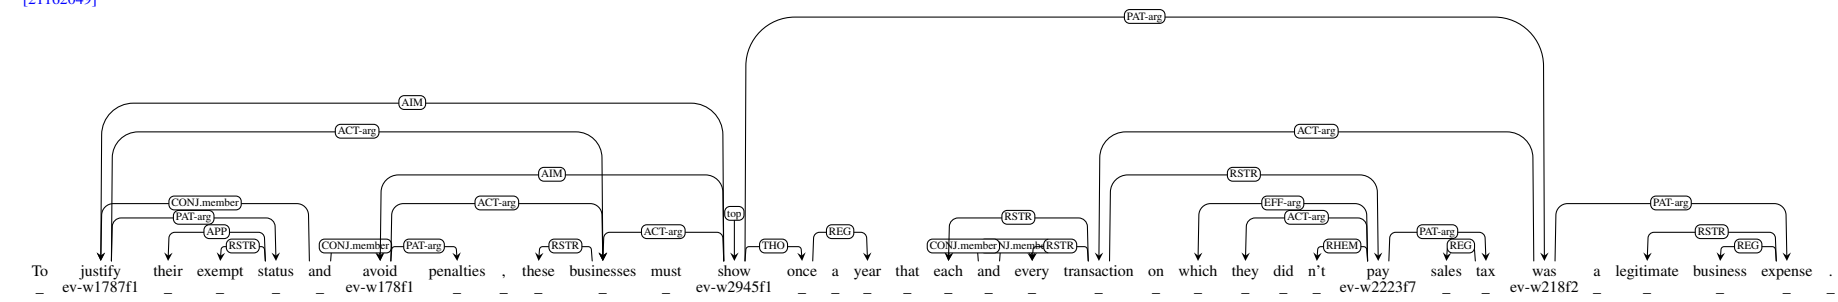 [21162049]
PAT-arg
AIM
ACT-arg ACT-arg
AIM RSTR
CONJ.member ACT-arg EFF-arg PAT-arg
PAT-arg top RSTR ACT-arg
APP ACT-arg THO REG PAT-arg RSTR
RSTR CONJ.member PAT-arg RSTR CONJ.member RSTR RHEM REG REG
To justify their exempt status and avoid penalties , these businesses must show once a year that each and every transaction on which they did n't pay sales tax was a legitimate business expense .
_ ev-w1787f1 _ _ _ _ ev-w178f1 _ _ _ _ _ ev-w2945f1 _ _ _ _ _ _ _ _ _ _ _ _ _ ev-w2223f7 _ _ ev-w218f2 _ _ _ _ _